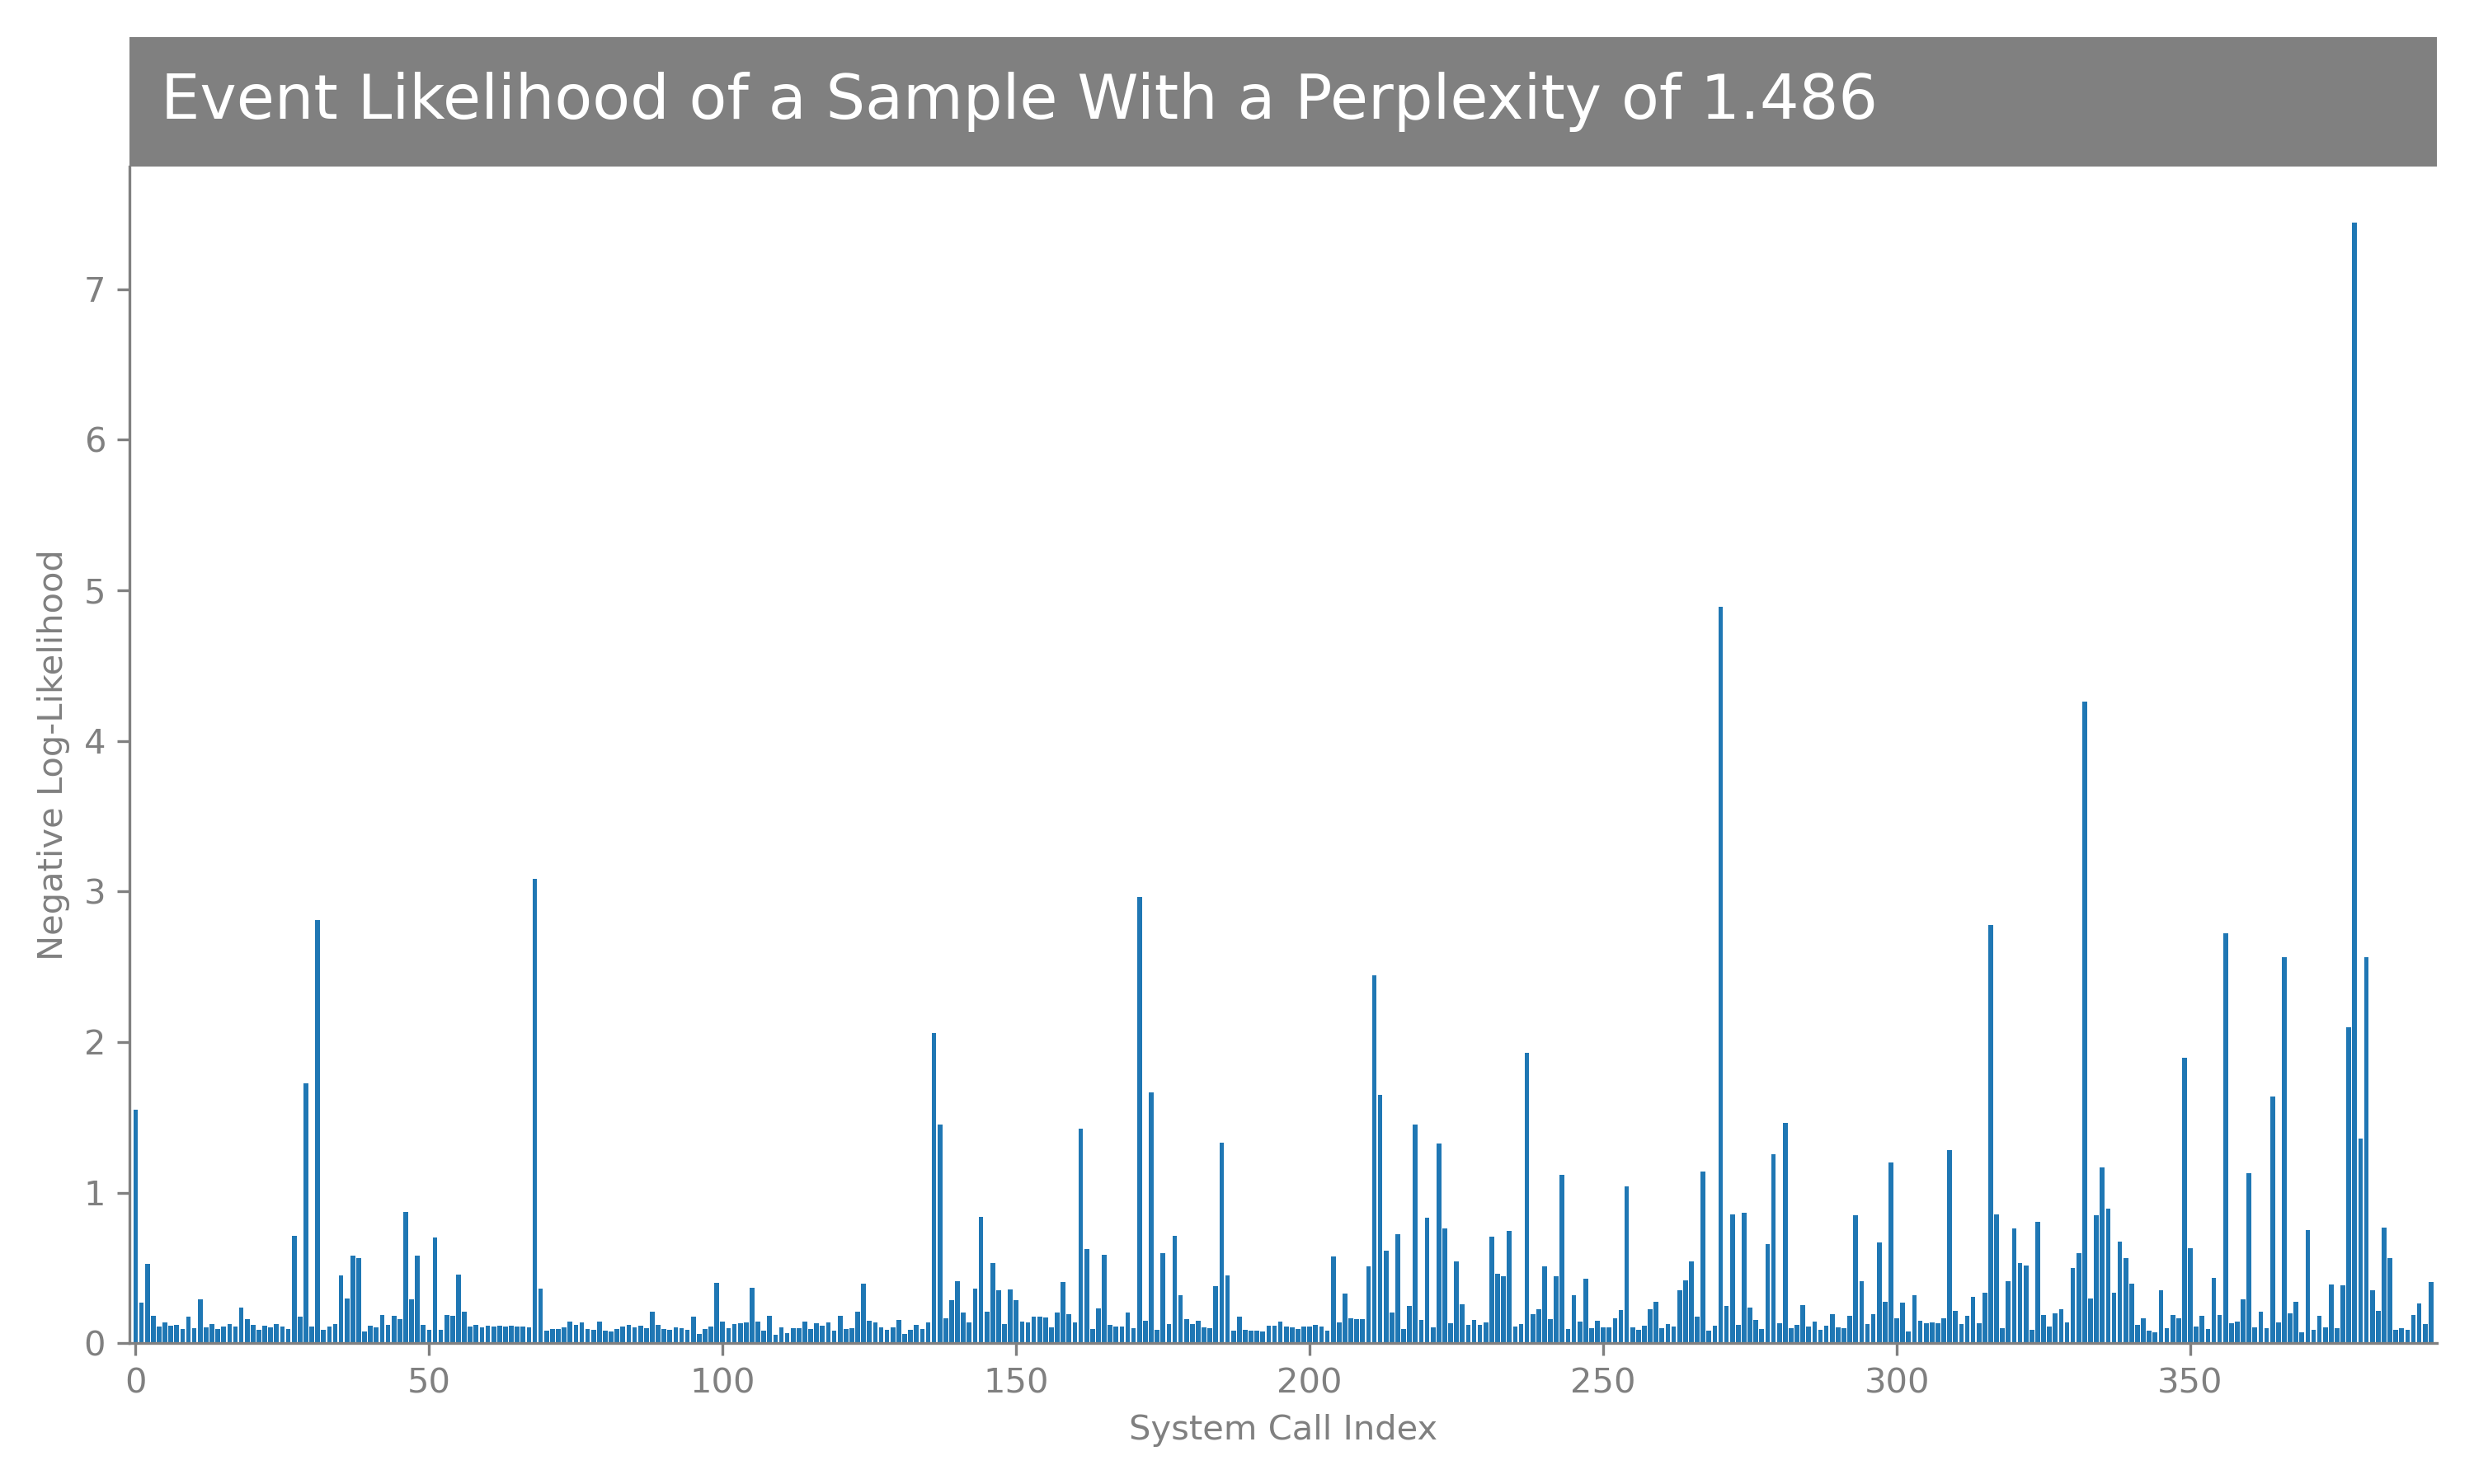 Event Likelihood of a Sample With a Perplexity of 1.486
Negative Log-Likelihood
7
6
5
4
3
2
1
0
0 50 100 150 200 250 300 350
System Call Index